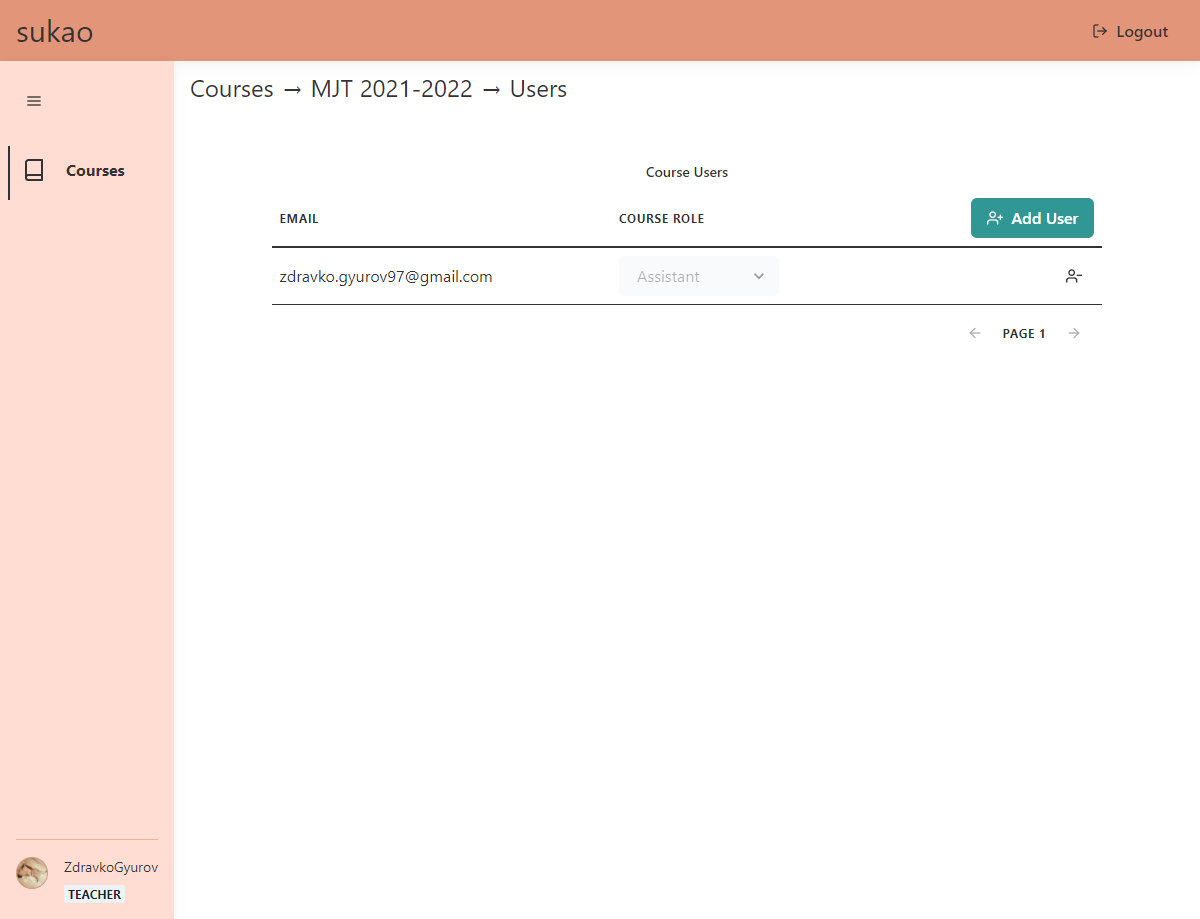 sukao
Logout
Courses → MJT 2021-2022 → Users
Courses
Course Users
EMAIL COURSE ROLE Add User
zdravko.gyurov97@gmail.com Assistant
← PAGE 1 →
ZdravkoGyurov
TEACHER